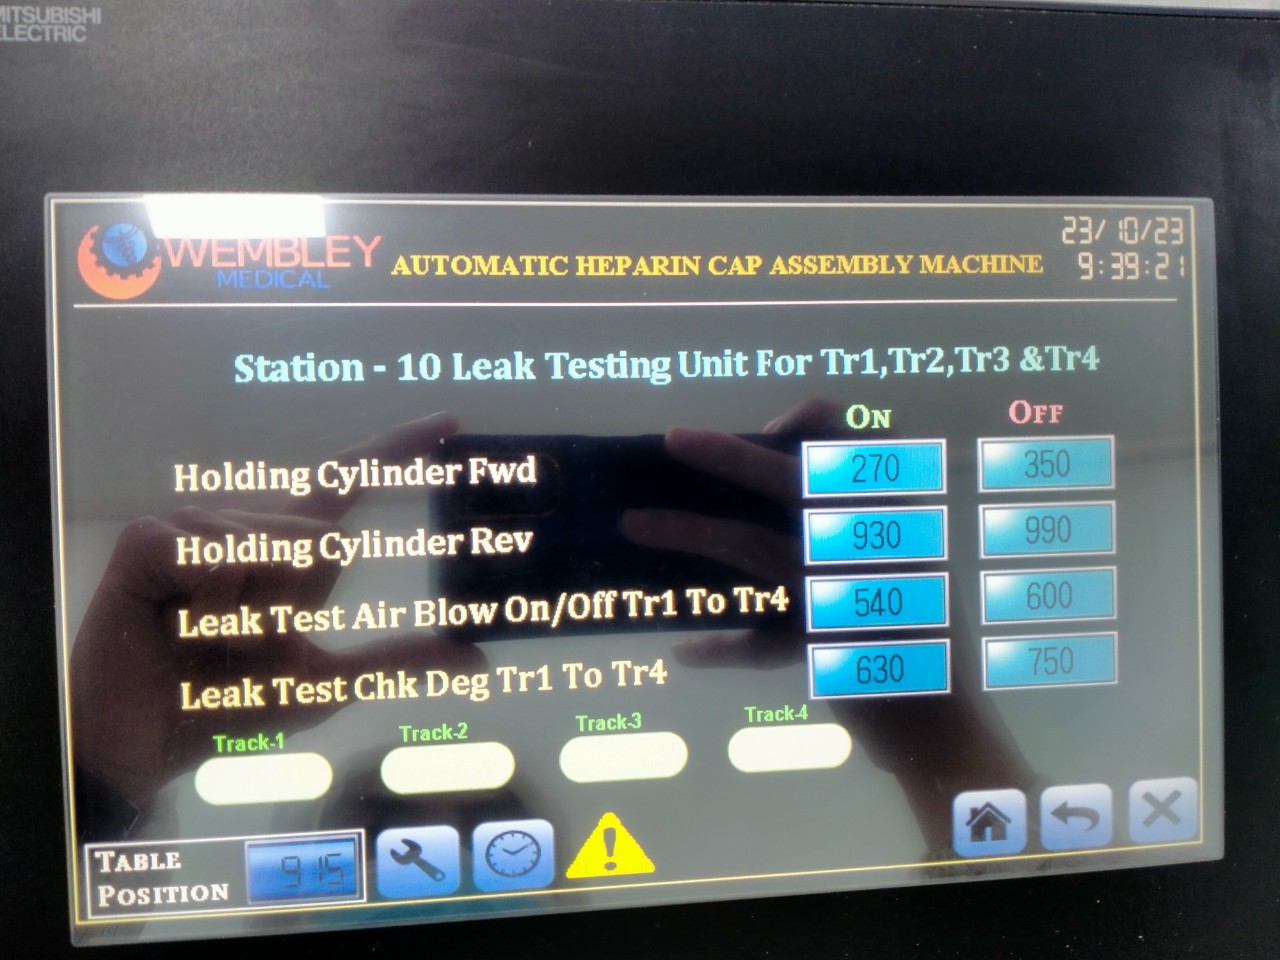 MITSUBISHI
ELECTRIC
WEMBLEY
MEDICAL
AUTOMATIC HEPARIN CAP ASSEMBLY MACHINE
23/10/23
9:39:21
Station - 10 Leak Testing Unit For Tr1,Tr2,Tr3 &Tr4
ON OFF
Holding Cylinder Fwd 270 350
Holding Cylinder Rev 930 990
Leak Test Air Blow On/Off Tr1 To Tr4 540 600
Leak Test Chk Deg Tr1 To Tr4 630 750
Track-1 Track-2 Track-3 Track-4
TABLE
POSITION
915